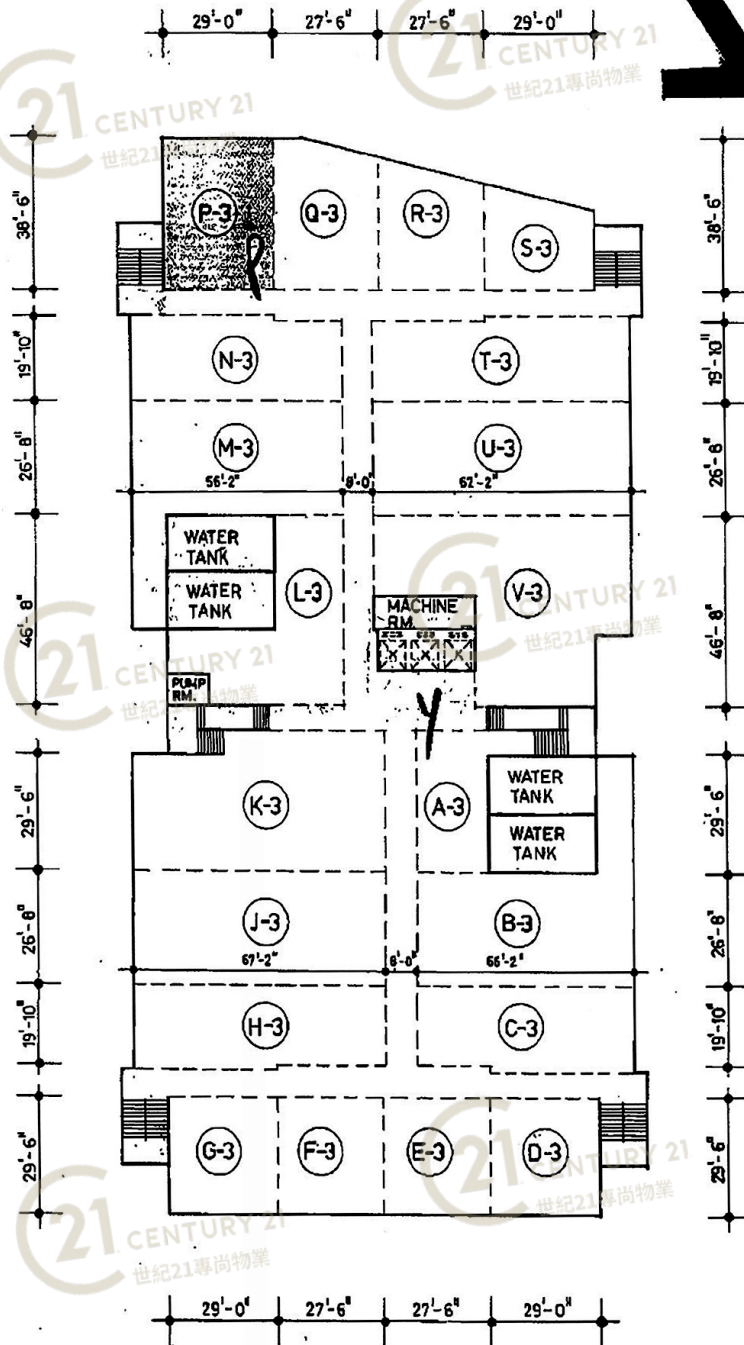 29'-0" 27'-6" 27'-6" 29'-0"
21 CENTURY 21
世紀21專尚物業
21 CENTURY 21
世紀21專尚物業
38'-6" P-3 Q-3 R-3 S-3 38'-6"
P
19'-10" N-3 T-3 19'-10"
26'-8" M-3 U-3 26'-8"
56'-2" 8'-0" 62'-2"
46'-8" WATER TANK L-3 V-3 46'-8"
WATER TANK
MACHINE RM.
21 CENTURY 21
世紀21專尚物業
21 CENTURY 21
世紀21專尚物業
PUMP RM.
Y
29'-6" K-3 A-3 WATER TANK 29'-6"
WATER TANK
26'-8" J-3 B-3 26'-8"
67'-2" 66'-2"
19'-10" H-3 C-3 19'-10"
29'-6" G-3 F-3 E-3 D-3 29'-6"
21 CENTURY 21
世紀21專尚物業
21 CENTURY 21
世紀21專尚物業
29'-0" 27'-6" 27'-6" 29'-0"